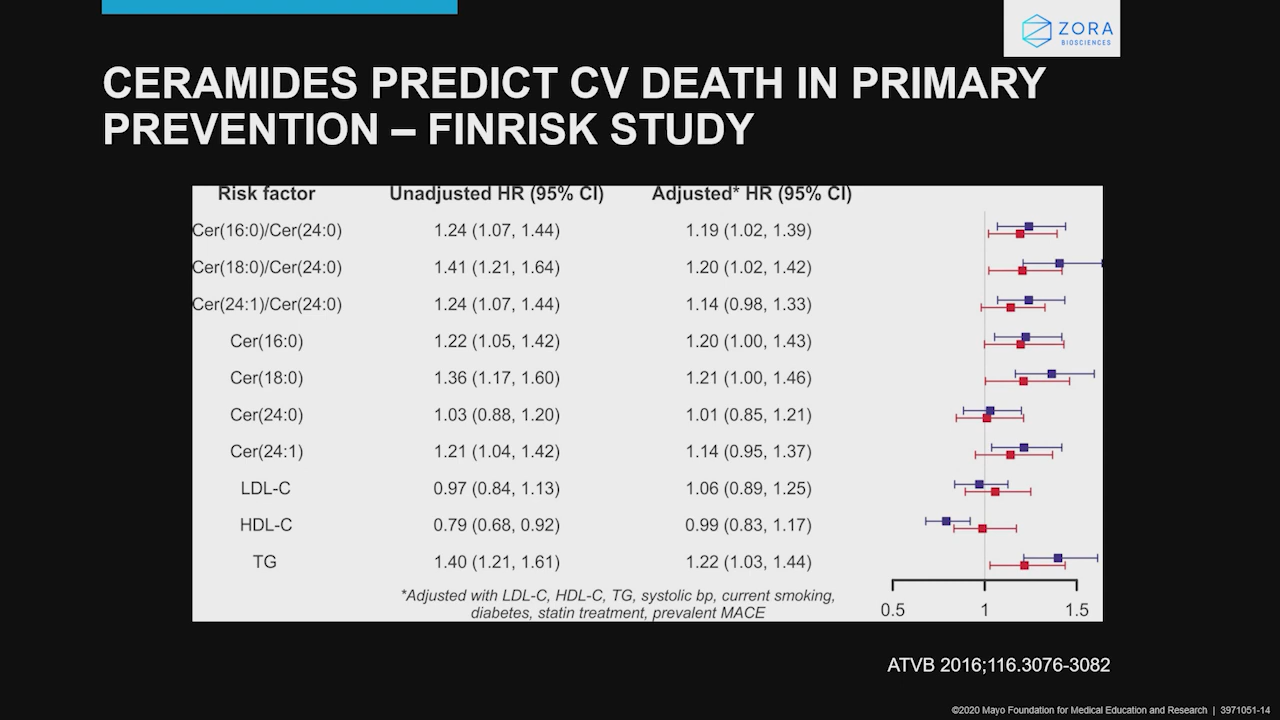 ZORA
BIOSCIENCES
CERAMIDES PREDICT CV DEATH IN PRIMARY
PREVENTION – FINRISK STUDY
Risk factor Unadjusted HR (95% CI) Adjusted* HR (95% CI)
Cer(16:0)/Cer(24:0) 1.24 (1.07, 1.44) 1.19 (1.02, 1.39)
Cer(18:0)/Cer(24:0) 1.41 (1.21, 1.64) 1.20 (1.02, 1.42)
Cer(24:1)/Cer(24:0) 1.24 (1.07, 1.44) 1.14 (0.98, 1.33)
Cer(16:0) 1.22 (1.05, 1.42) 1.20 (1.00, 1.43)
Cer(18:0) 1.36 (1.17, 1.60) 1.21 (1.00, 1.46)
Cer(24:0) 1.03 (0.88, 1.20) 1.01 (0.85, 1.21)
Cer(24:1) 1.21 (1.04, 1.42) 1.14 (0.95, 1.37)
LDL-C 0.97 (0.84, 1.13) 1.06 (0.89, 1.25)
HDL-C 0.79 (0.68, 0.92) 0.99 (0.83, 1.17)
TG 1.40 (1.21, 1.61) 1.22 (1.03, 1.44)
*Adjusted with LDL-C, HDL-C, TG, systolic bp, current smoking,
diabetes, statin treatment, prevalent MACE
0.5 1 1.5
ATVB 2016;116.3076-3082
©2020 Mayo Foundation for Medical Education and Research | 3971051-14